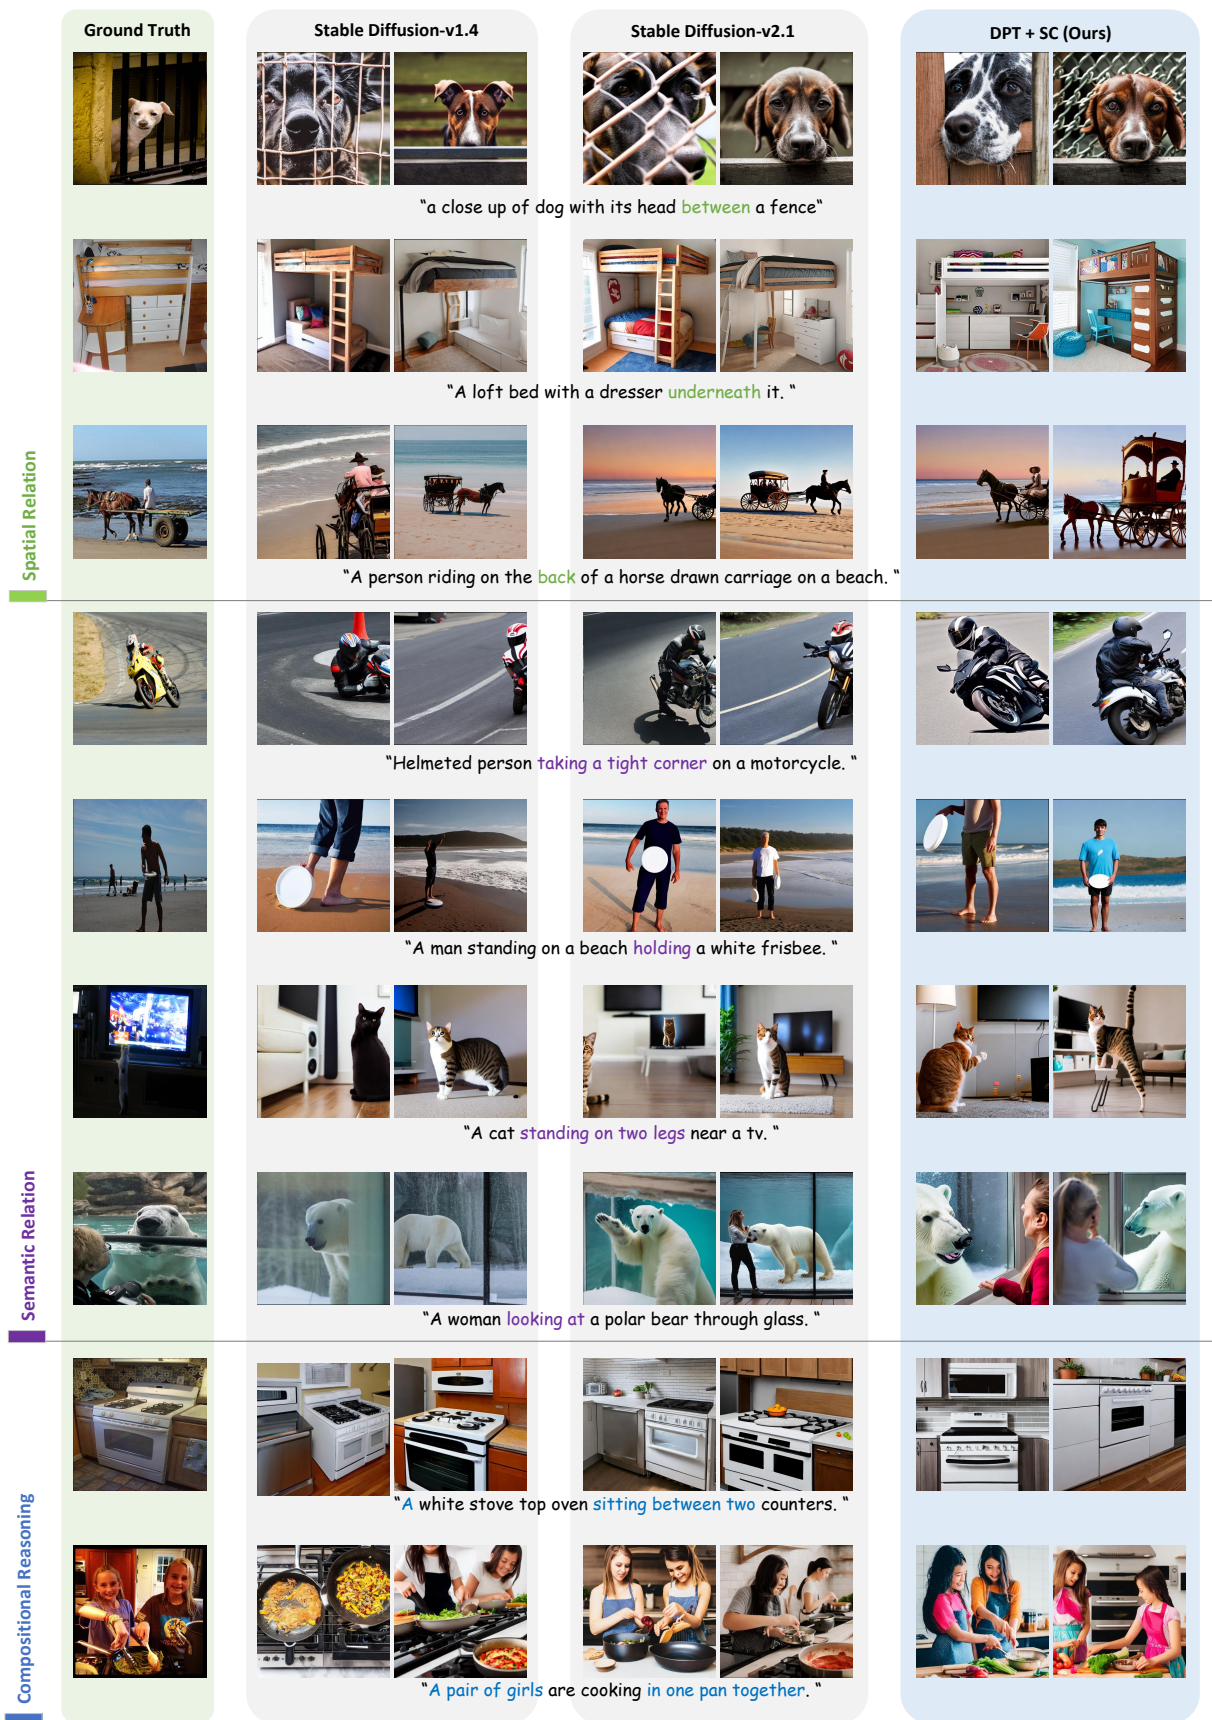 Ground Truth
Stable Diffusion-v1.4
Stable Diffusion-v2.1
DPT + SC (Ours)
“a close up of dog with its head between a fence“
“A loft bed with a dresser underneath it. “
“A person riding on the back of a horse drawn carriage on a beach. “
Spatial Relation
“Helmeted person taking a tight corner on a motorcycle. “
“A man standing on a beach holding a white frisbee. “
“A cat standing on two legs near a tv. “
“A woman looking at a polar bear through glass. “
Semantic Relation
“A white stove top oven sitting between two counters. “
“A pair of girls are cooking in one pan together. “
Compositional Reasoning